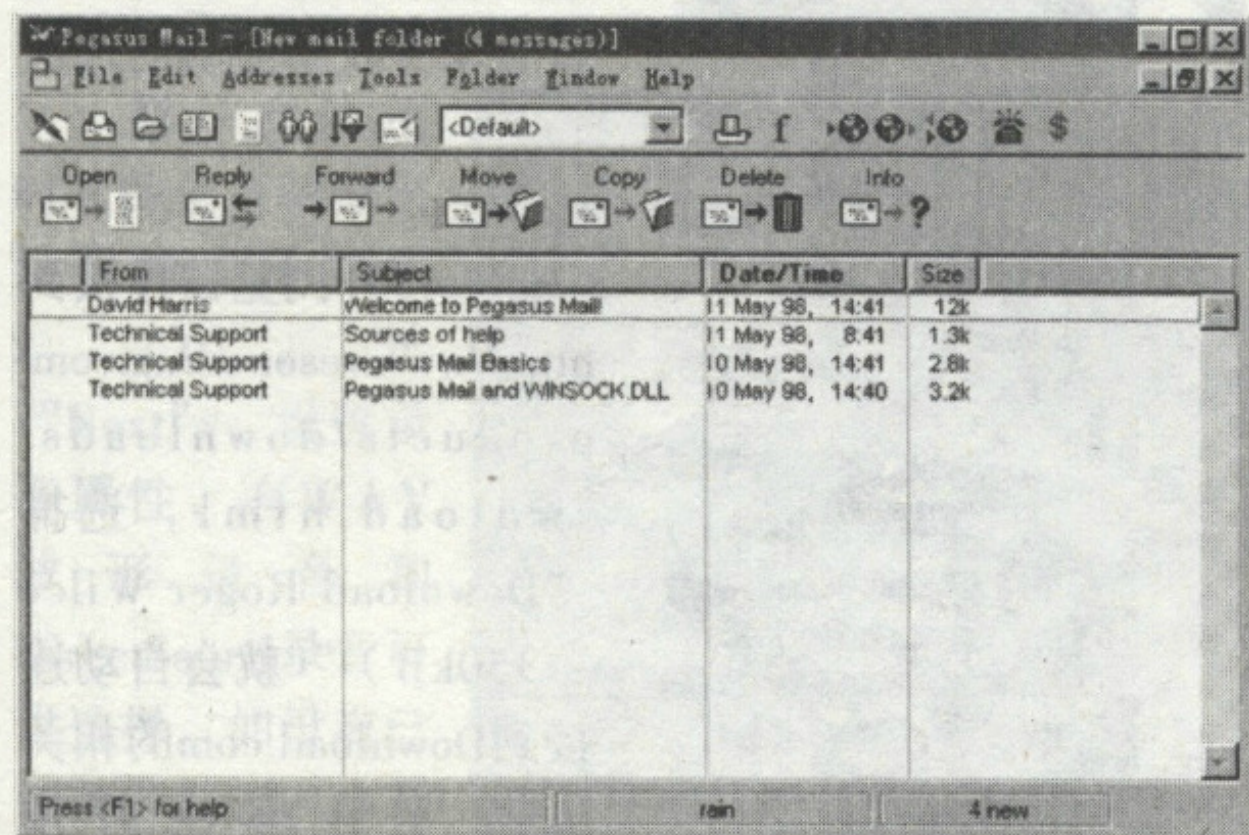 Pegasus Mail - [New mail folder (4 messages)]
File Edit Addresses Tools Folder Window Help
<Default>
Open Reply Forward Move Copy Delete Info
From Subject Date/Time Size
David Harris Welcome to Pegasus Mail! 11 May 98, 14:41 12k
Technical Support Sources of help 11 May 98, 8:41 1.3k
Technical Support Pegasus Mail Basics 10 May 98, 14:41 2.8k
Technical Support Pegasus Mail and WINSOCK.DLL 10 May 98, 14:40 3.2k
Press <F1> for help rain 4 new